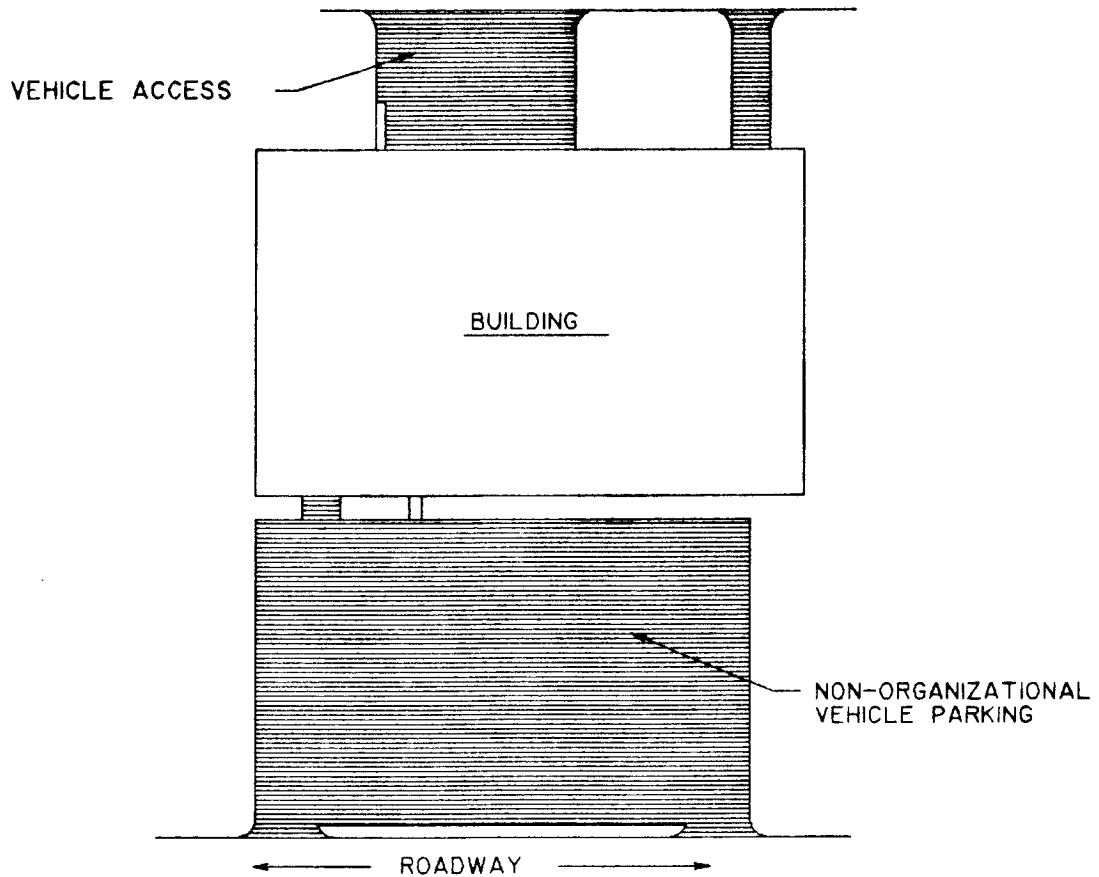 VEHICLE ACCESS
BUILDING
NON-ORGANIZATIONAL
VEHICLE PARKING
ROADWAY